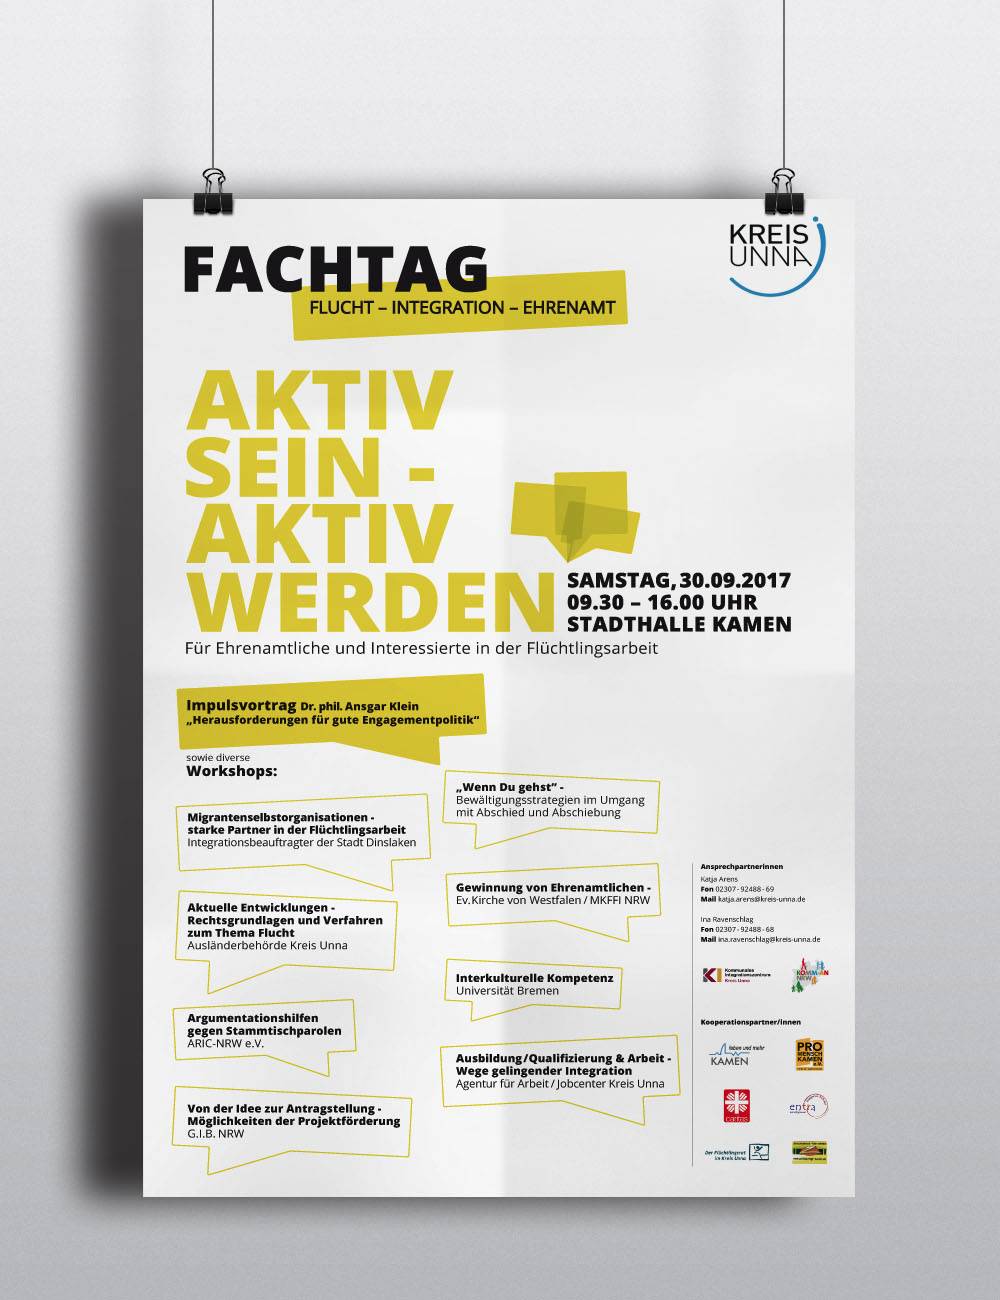 FACHTAG
FLUCHT – INTEGRATION – EHRENAMT
KREIS
UNNA
AKTIV
SEIN -
AKTIV
WERDEN
SAMSTAG, 30.09.2017
09.30 – 16.00 UHR
STADTHALLE KAMEN
Für Ehrenamtliche und Interessierte in der Flüchtlingsarbeit
Impulsvortrag Dr. phil. Ansgar Klein
„Herausforderungen für gute Engagementpolitik“
sowie diverse
Workshops:
Migrantenselbstorganisationen -
starke Partner in der Flüchtlingsarbeit
Integrationsbeauftragter der Stadt Dinslaken
Aktuelle Entwicklungen -
Rechtsgrundlagen und Verfahren
zum Thema Flucht
Ausländerbehörde Kreis Unna
Argumentationshilfen
gegen Stammtischparolen
ARIC-NRW e.V.
Von der Idee zur Antragstellung -
Möglichkeiten der Projektförderung
G.I.B. NRW
„Wenn Du gehst“ -
Bewältigungsstrategien im Umgang
mit Abschied und Abschiebung
Gewinnung von Ehrenamtlichen -
Ev. Kirche von Westfalen / MKFFI NRW
Interkulturelle Kompetenz
Universität Bremen
Ausbildung/Qualifizierung & Arbeit -
Wege gelingender Integration
Agentur für Arbeit / Jobcenter Kreis Unna
Ansprechpartnerinnen
Katja Arens
Fon 02307 - 92488 - 69
Mail katja.arens@kreis-unna.de
Ina Ravenschlag
Fon 02307 - 92488 - 68
Mail ina.ravenschlag@kreis-unna.de
KI Kommunales
Integrationszentrum
Kreis Unna
KOMM-AN
NRW
Kooperationspartner/innen
leben und mehr
KAMEN
PRO
MENSCH
KAMEN
e.V.
caritas
entra
Der Flüchtlingsrat
im Kreis Unna